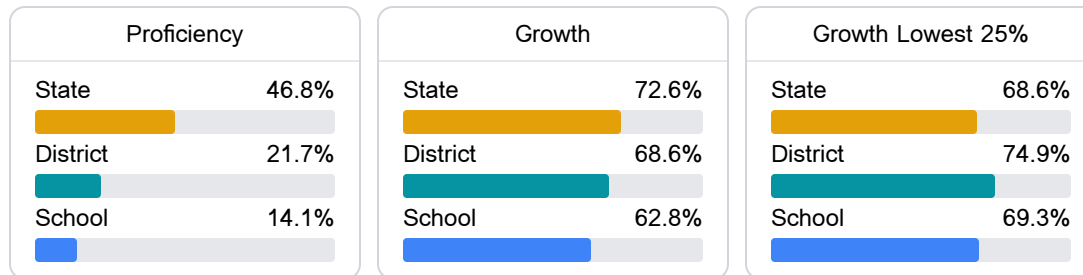 Proficiency
State 46.8%
District 21.7%
School 14.1%
Growth
State 72.6%
District 68.6%
School 62.8%
Growth Lowest 25%
State 68.6%
District 74.9%
School 69.3%